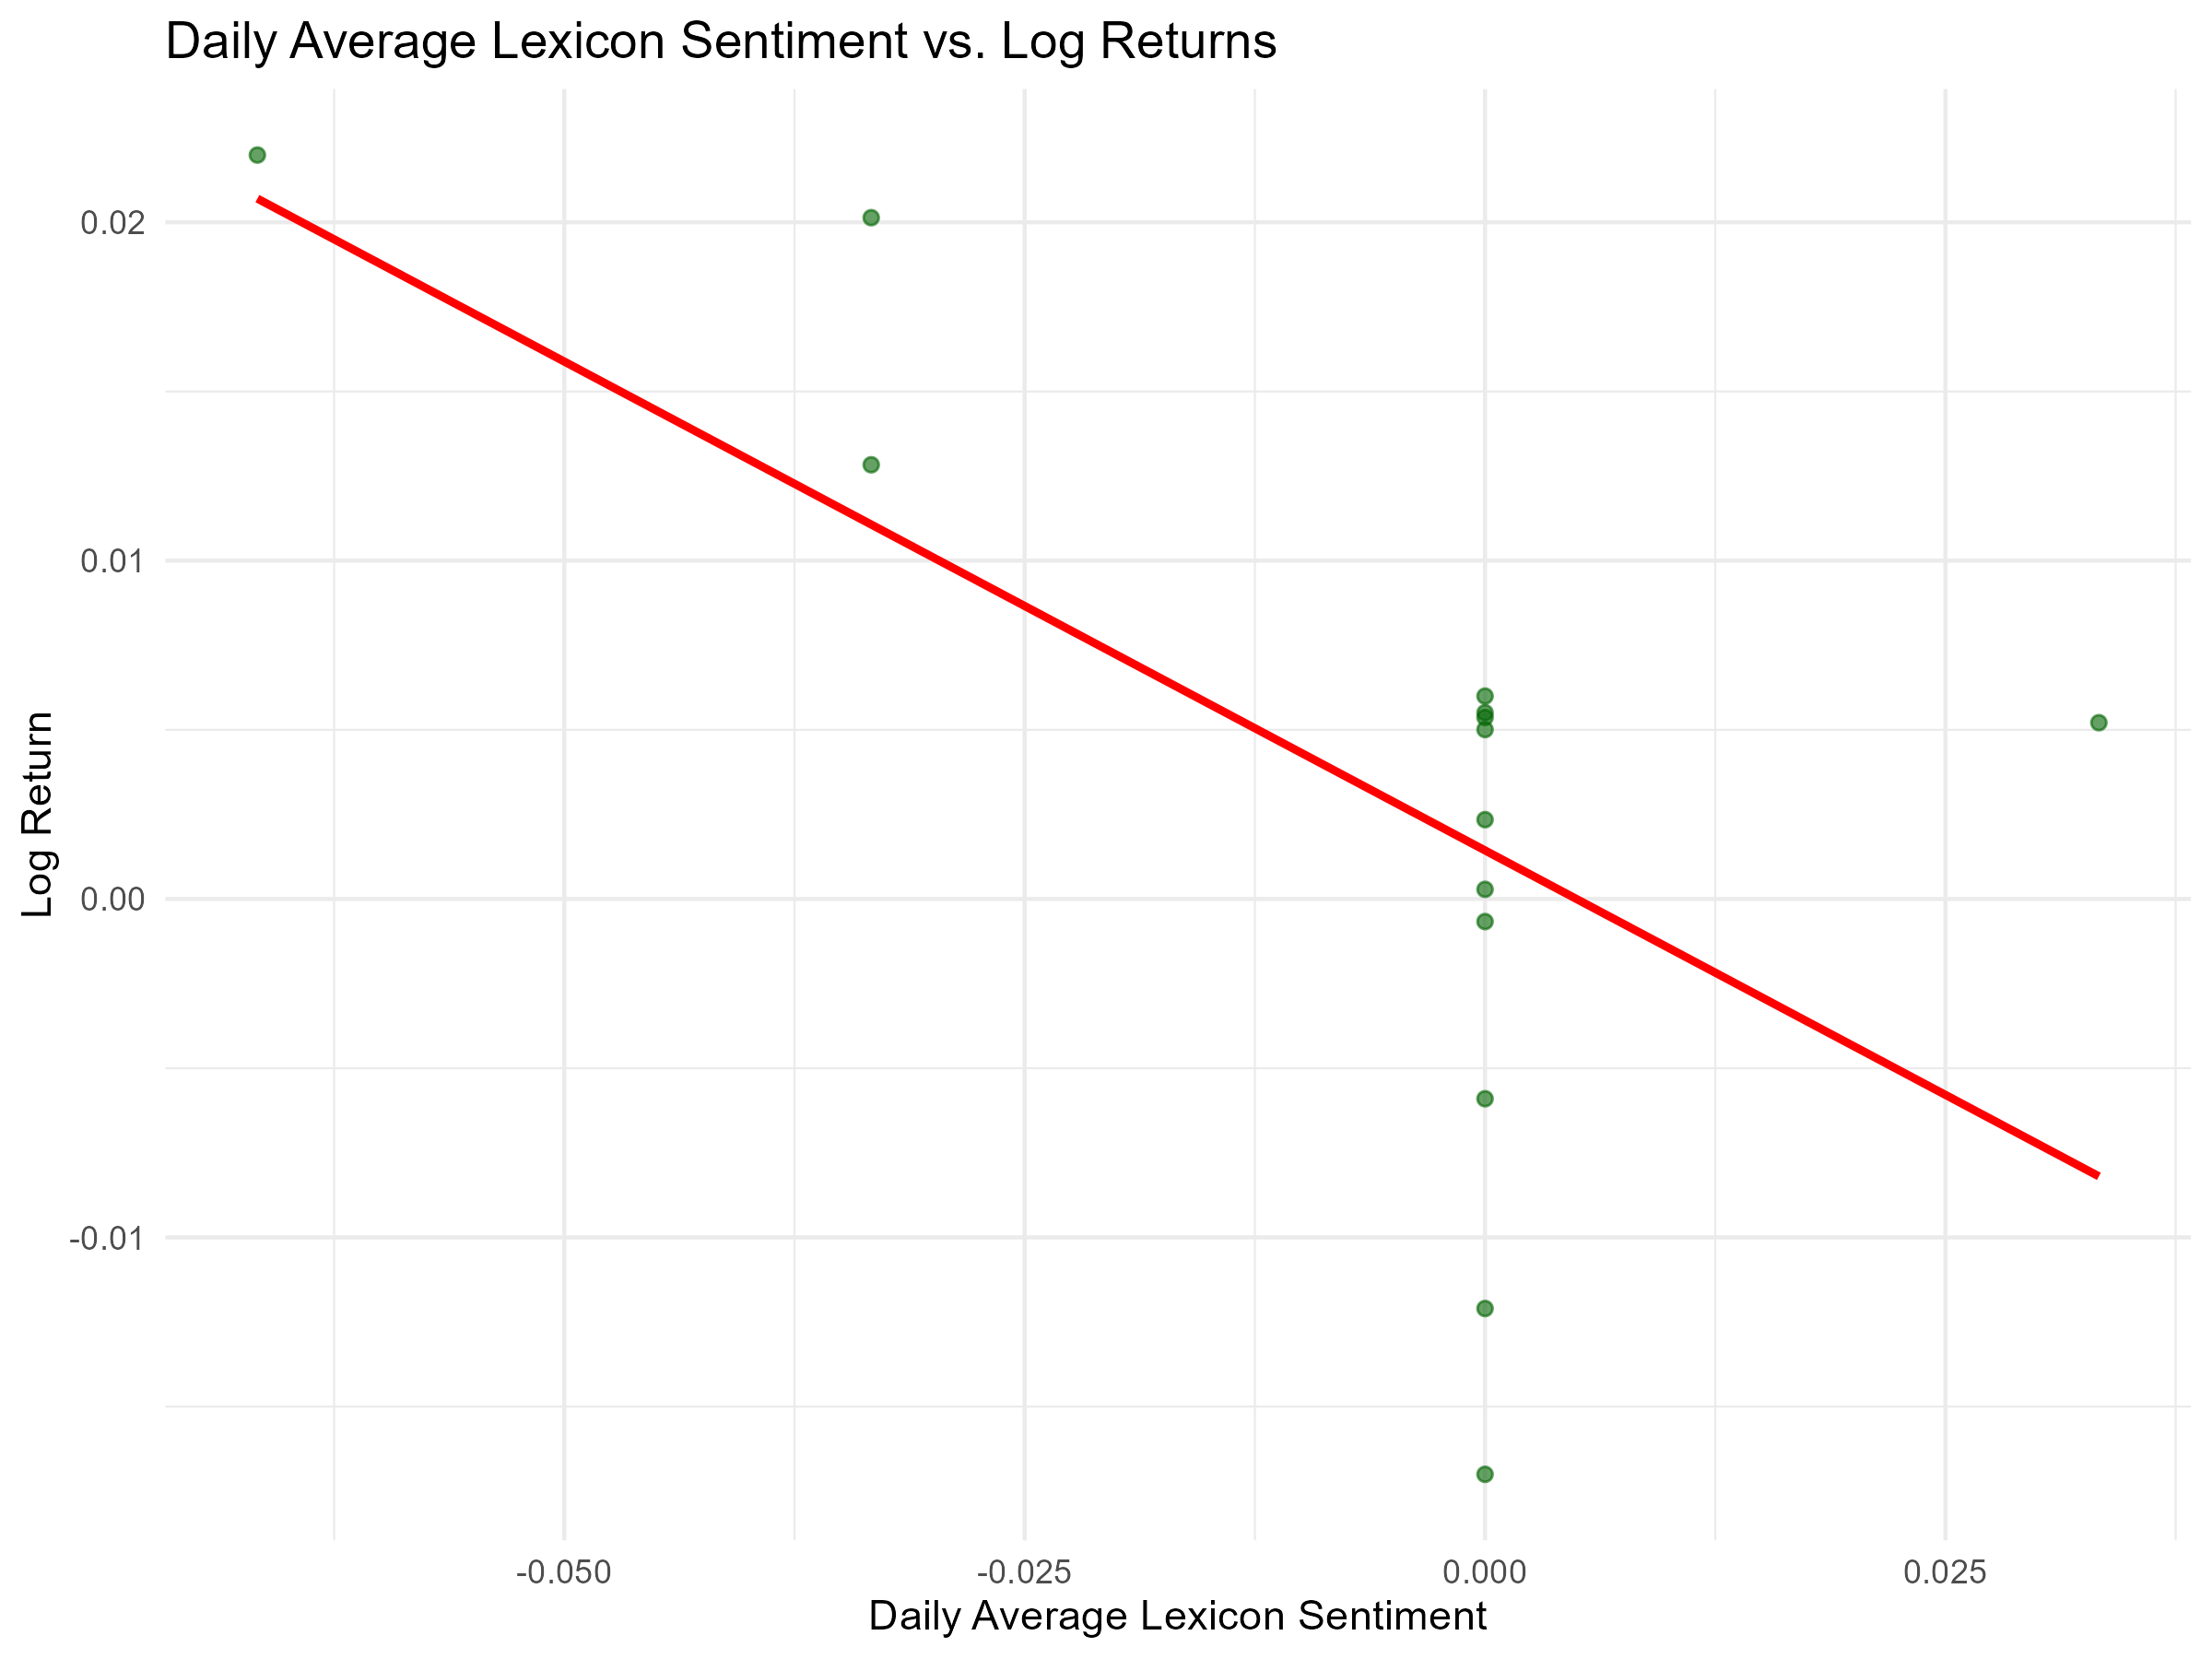 Daily Average Lexicon Sentiment vs. Log Returns
0.02
0.01
0.00
-0.01
Log Return
-0.050
-0.025
0.000
0.025
Daily Average Lexicon Sentiment